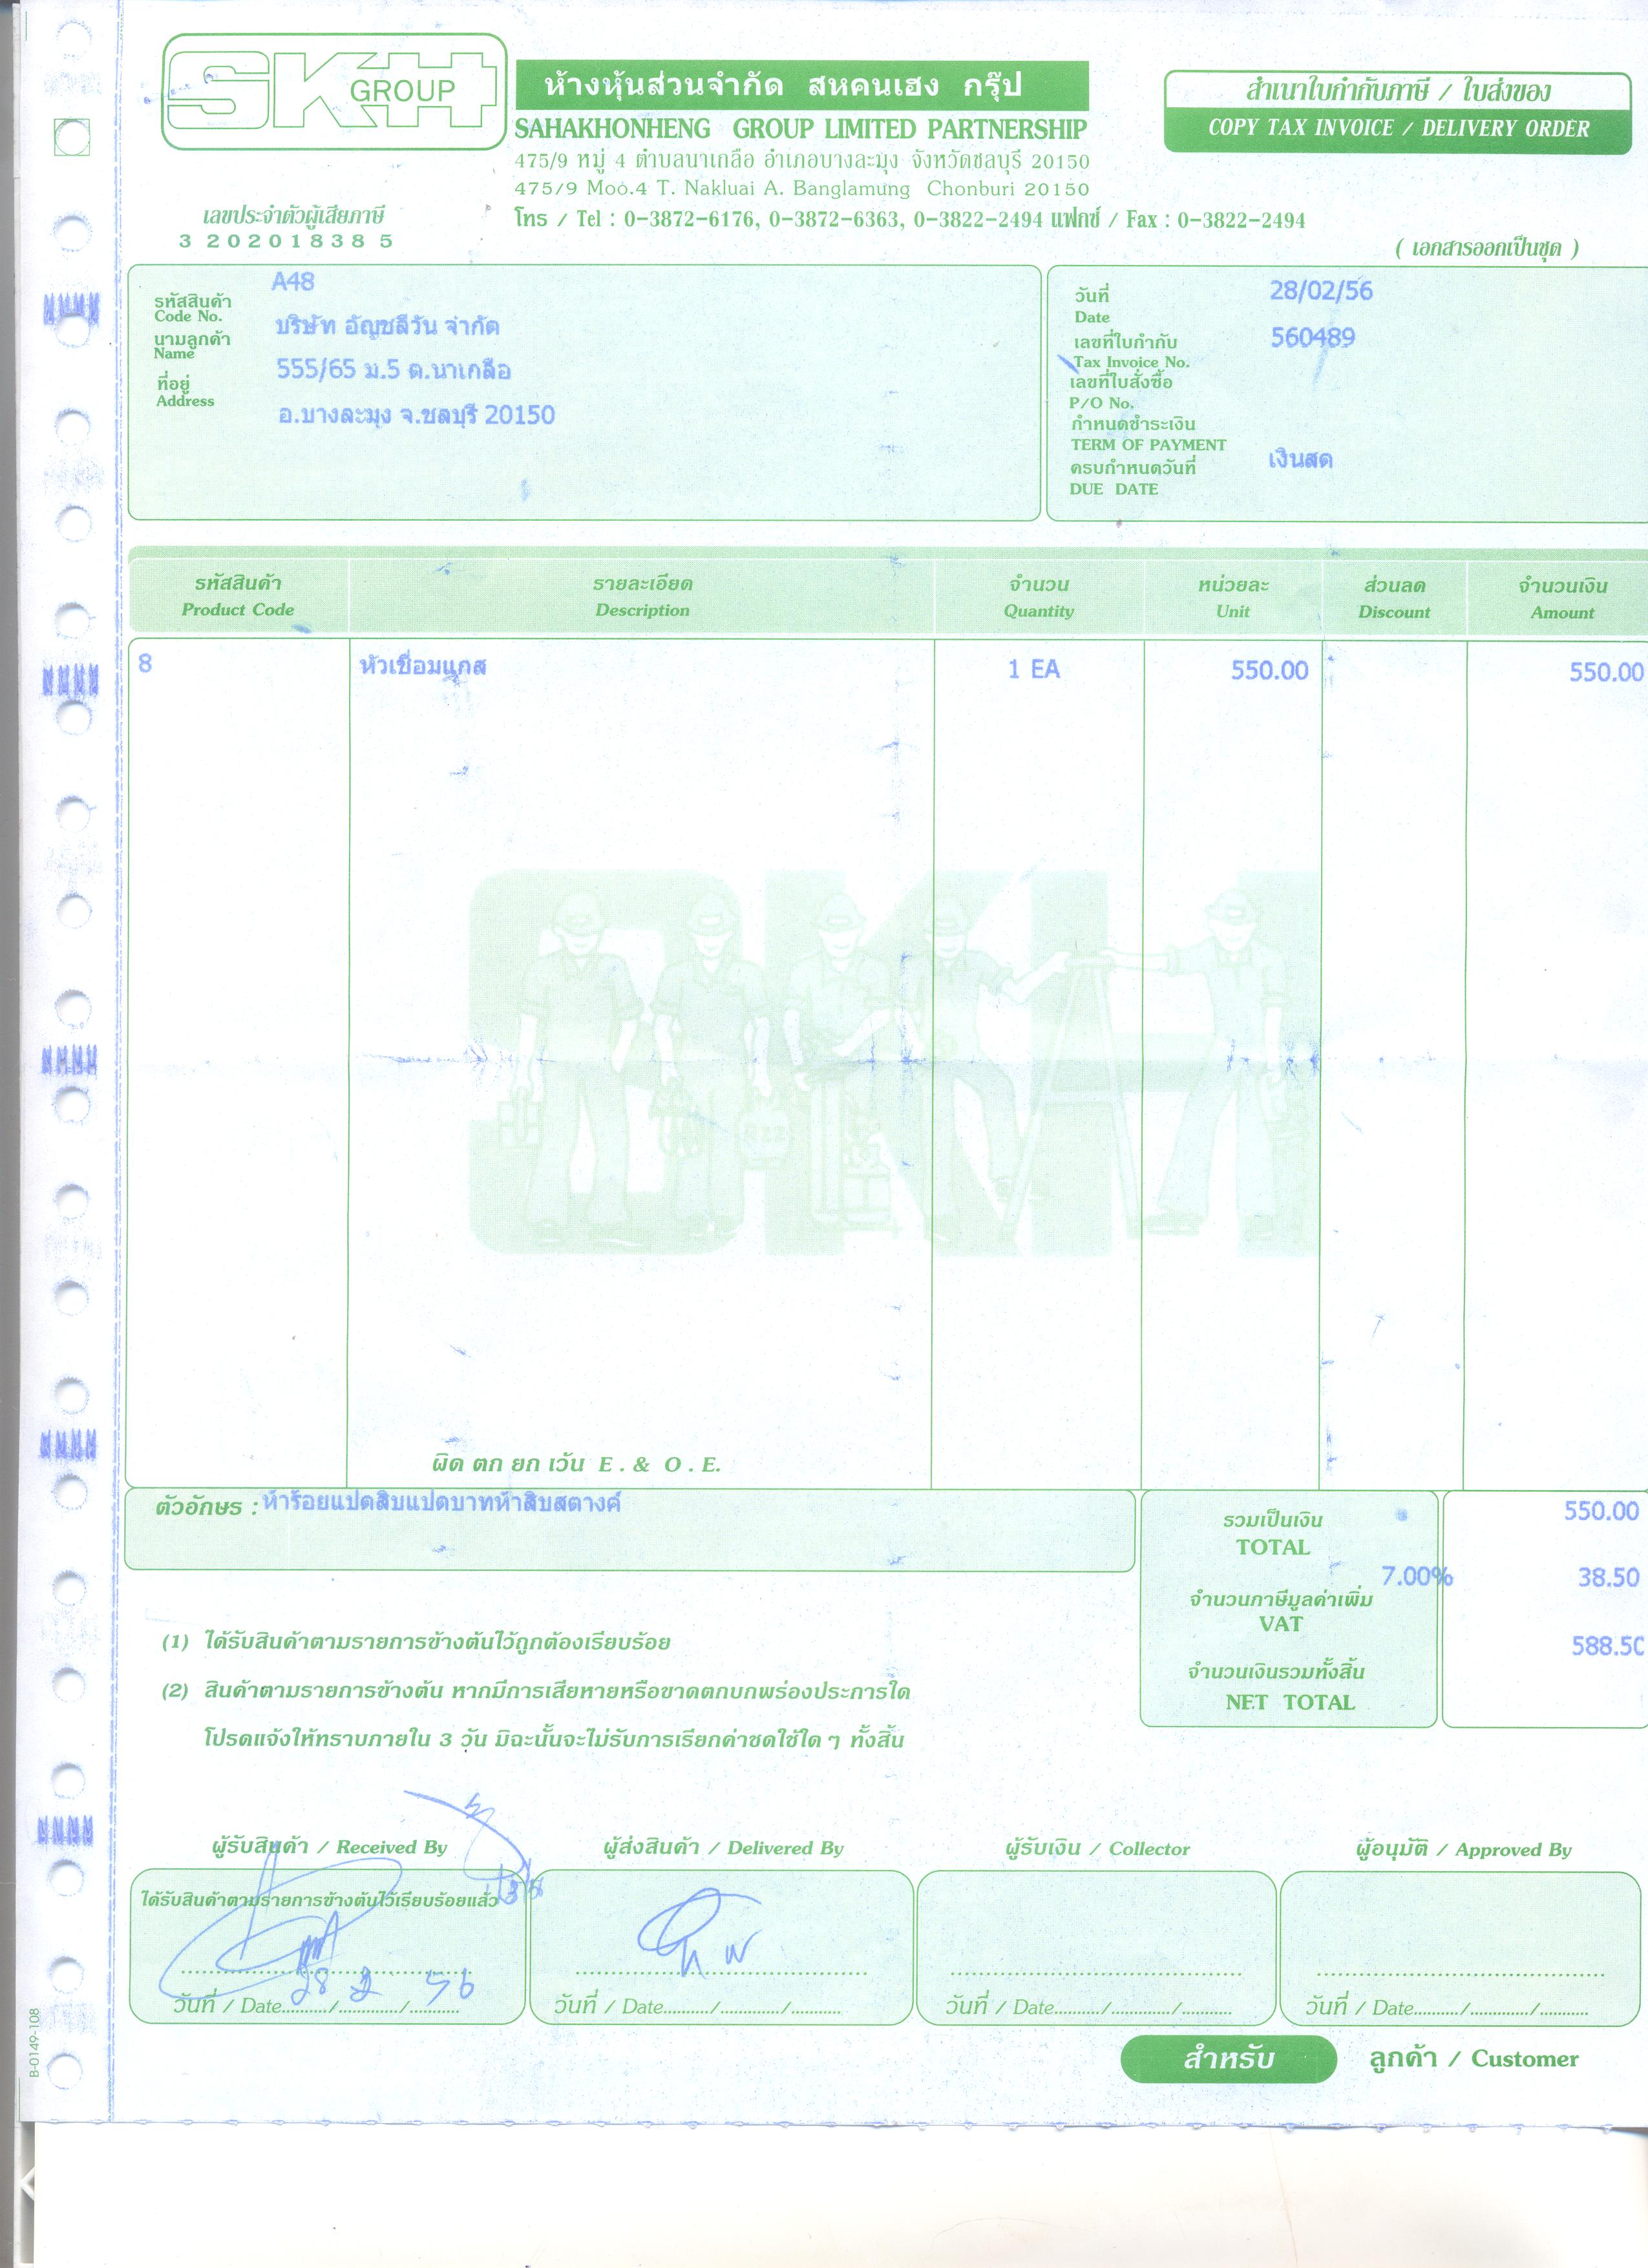 SKH GROUP
ห้างหุ้นส่วนจำกัด สหคนเฮง กรุ๊ป
SAHAKHONHENG GROUP LIMITED PARTNERSHIP
475/9 หมู่ 4 ตำบลนาเกลือ อำเภอบางละมุง จังหวัดชลบุรี 20150
475/9 Moo.4 T. Nakluai A. Banglamung Chonburi 20150
โทร / Tel : 0-3872-6176, 0-3872-6363, 0-3822-2494 แฟกซ์ / Fax : 0-3822-2494
สำเนาใบกำกับภาษี / ใบส่งของ
COPY TAX INVOICE / DELIVERY ORDER
เลขประจำตัวผู้เสียภาษี
3 2 0 2 0 1 8 3 8 5
( เอกสารออกเป็นชุด )
รหัสสินค้า A48
Code No.
นามลูกค้า บริษัท อัญชลีวัน จำกัด
Name
ที่อยู่ 555/65 ม.5 ต.นาเกลือ
Address
อ.บางละมุง จ.ชลบุรี 20150
วันที่ 28/02/56
Date
เลขที่ใบกำกับ 560489
Tax Invoice No.
เลขที่ใบสั่งซื้อ
P/O No.
กำหนดชำระเงิน
TERM OF PAYMENT
ครบกำหนดวันที่ เงินสด
DUE DATE
รหัสสินค้า รายละเอียด จำนวน หน่วยละ ส่วนลด จำนวนเงิน
Product Code Description Quantity Unit Discount Amount
8 หัวเชื่อมแกส 1 EA 550.00 550.00
SKH
ผิด ตก ยก เว้น E . & O . E.
ตัวอักษร : ห้าร้อยแปดสิบแปดบาทห้าสิบสตางค์
รวมเป็นเงิน 550.00
TOTAL
7.00% 38.50
จำนวนภาษีมูลค่าเพิ่ม
VAT
588.50
จำนวนเงินรวมทั้งสิ้น
NET TOTAL
(1) ได้รับสินค้าตามรายการข้างต้นไว้ถูกต้องเรียบร้อย
(2) สินค้าตามรายการข้างต้น หากมีการเสียหายหรือขาดตกบกพร่องประการใด
โปรดแจ้งให้ทราบภายใน 3 วัน มิฉะนั้นจะไม่รับการเรียกค่าชดใช้ใด ๆ ทั้งสิ้น
ผู้รับสินค้า / Received By ผู้ส่งสินค้า / Delivered By ผู้รับเงิน / Collector ผู้อนุมัติ / Approved By
ได้รับสินค้าตามรายการข้างต้นไว้เรียบร้อยแล้ว
28 2 56
วันที่ / Date........../............./........... วันที่ / Date........../............./........... วันที่ / Date........../............./........... วันที่ / Date........../............./...........
สำหรับ ลูกค้า / Customer
B-0149-108